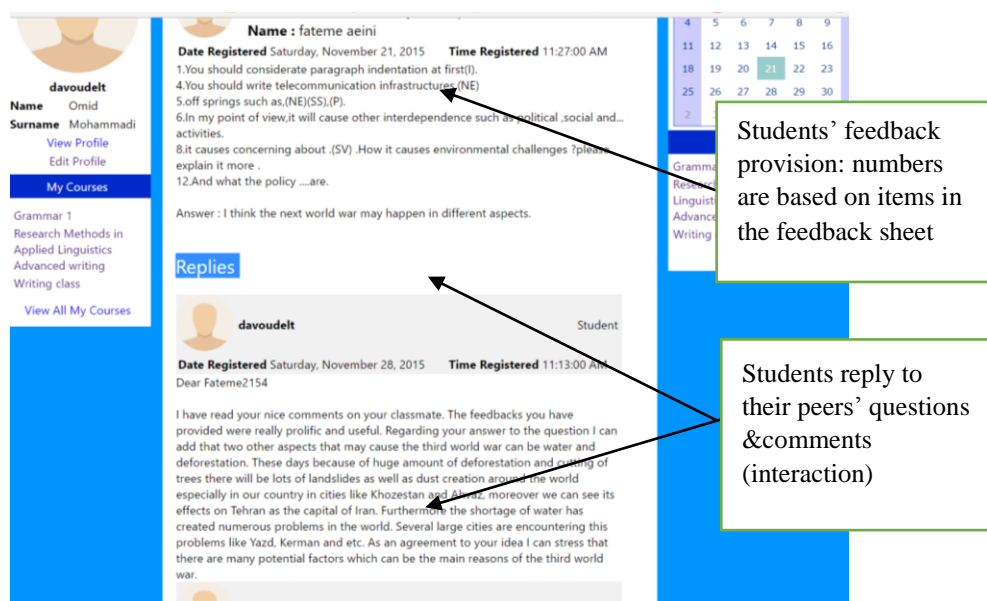 davoudelt
Name Omid
Surname Mohammadi
View Profile
Edit Profile
My Courses
Grammar 1
Research Methods in
Applied Linguistics
Advanced writing
Writing class
View All My Courses
Name : fateme aeini
Date Registered Saturday, November 21, 2015 Time Registered 11:27:00 AM
1.You should considerate paragraph indentation at first(I).
4.You should write telecommunication infrastructures,(NE)
5.off springs such as,(NE)(SS),(P).
6.In my point of view,it will cause other interdependence such as political ,social and...
activities.
8.it causes concerning about .(SV) .How it causes environmental challenges ?please
explain it more .
12.And what the policy ....are.
Answer : I think the next world war may happen in different aspects.
Replies
davoudelt Student
Date Registered Saturday, November 28, 2015 Time Registered 11:13:00 AM
Dear Fateme2154
I have read your nice comments on your classmate. The feedbacks you have
provided were really prolific and useful. Regarding your answer to the question I can
add that two other aspects that may cause the third world war can be water and
deforestation. These days because of huge amount of deforestation and cutting of
trees there will be lots of landslides as well as dust creation around the world
especially in our country in cities like Khozestan and Ahvaz, moreover we can see its
effects on Tehran as the capital of Iran. Furthermore the shortage of water has
created numerous problems in the world. Several large cities are encountering this
problems like Yazd, Kerman and etc. As an agreement to your idea I can stress that
there are many potential factors which can be the main reasons of the third world
war.
4 5 6 7 8 9
11 12 13 14 15 16
18 19 20 21 22 23
25 26 27 28 29 30
2
Advance
Writing
Students' feedback
provision: numbers
are based on items in
the feedback sheet
Students reply to
their peers' questions
&comments
(interaction)